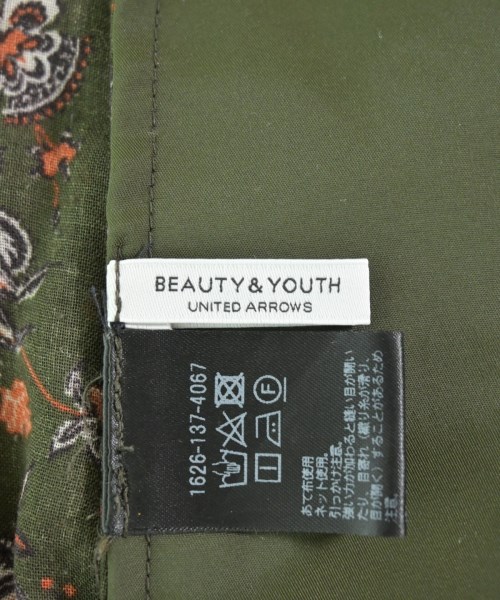 BEAUTY&YOUTH
UNITED ARROWS
1626-137-4067
F
あて布使用。
ネット使用。
引っかけ注意。
強い力が加わると縫い目が開い
たり、目寄れ(織り糸が滑り、
目が開く)することがあるため
注意。